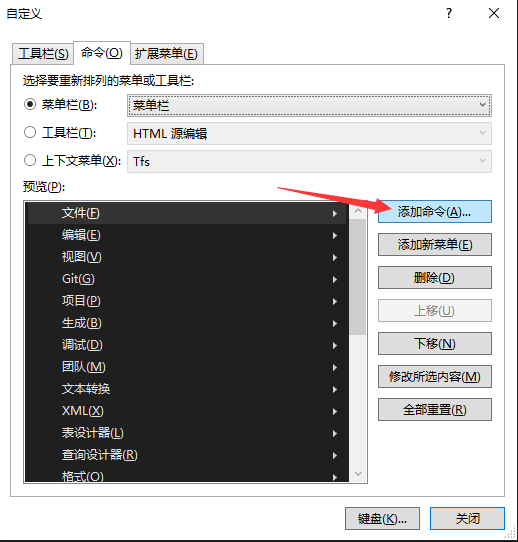 自定义
?
工具栏(S) 命令(O) 扩展菜单(E)
选择要重新排列的菜单或工具栏:
菜单栏(B): 菜单栏
工具栏(T): HTML 源编辑
上下文菜单(X): Tfs
预览(P):
文件(F)
编辑(E)
视图(V)
Git(G)
项目(P)
生成(B)
调试(D)
团队(M)
文本转换
XML(X)
表设计器(L)
查询设计器(R)
格式(O)
添加命令(A)...
添加新菜单(E)
删除(D)
上移(U)
下移(N)
修改所选内容(M)
全部重置(R)
键盘(K)... 关闭